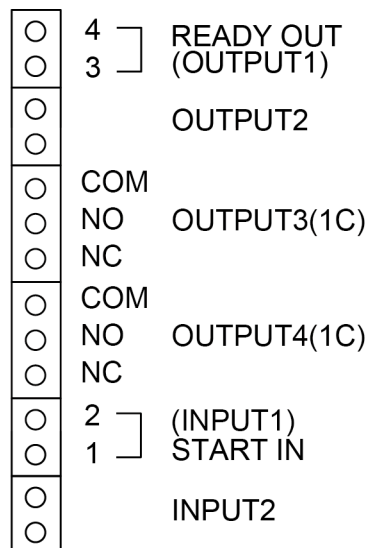 4 READY OUT
3 (OUTPUT1)
OUTPUT2
COM
NO OUTPUT3(1C)
NC
COM
NO OUTPUT4(1C)
NC
2 (INPUT1)
1 START IN
INPUT2